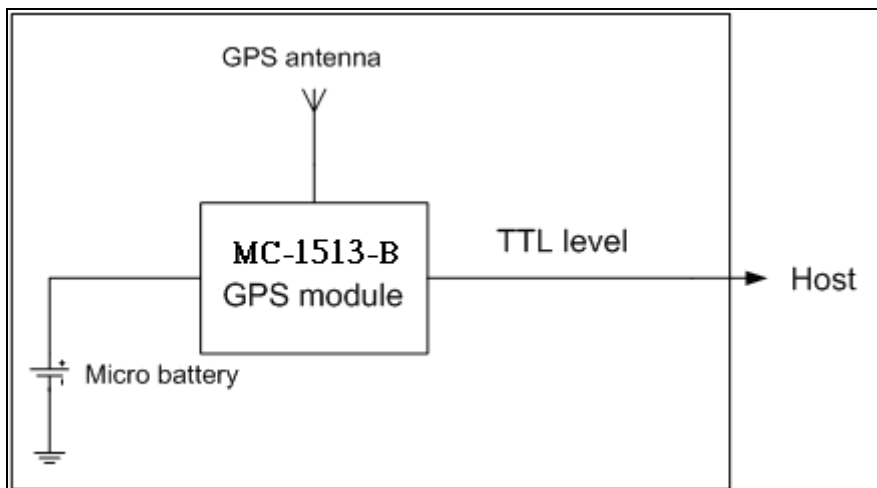 GPS antenna
MC-1513-B
GPS module
TTL level
Host
Micro battery